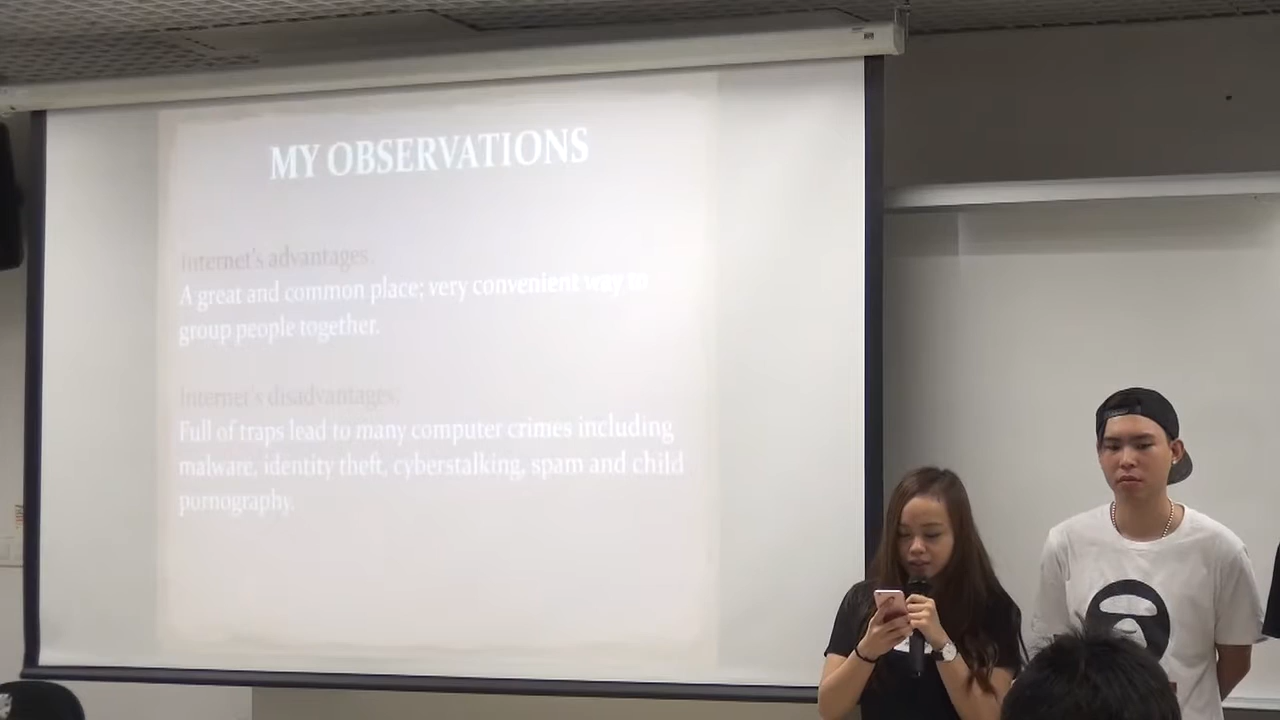 MY OBSERVATIONS
Internet's advantages:
A great and common place; very convenient way to
group people together.
Internet's disadvantages:
Full of traps lead to many computer crimes including
malware, identity theft, cyberstalking, spam and child
pornography.